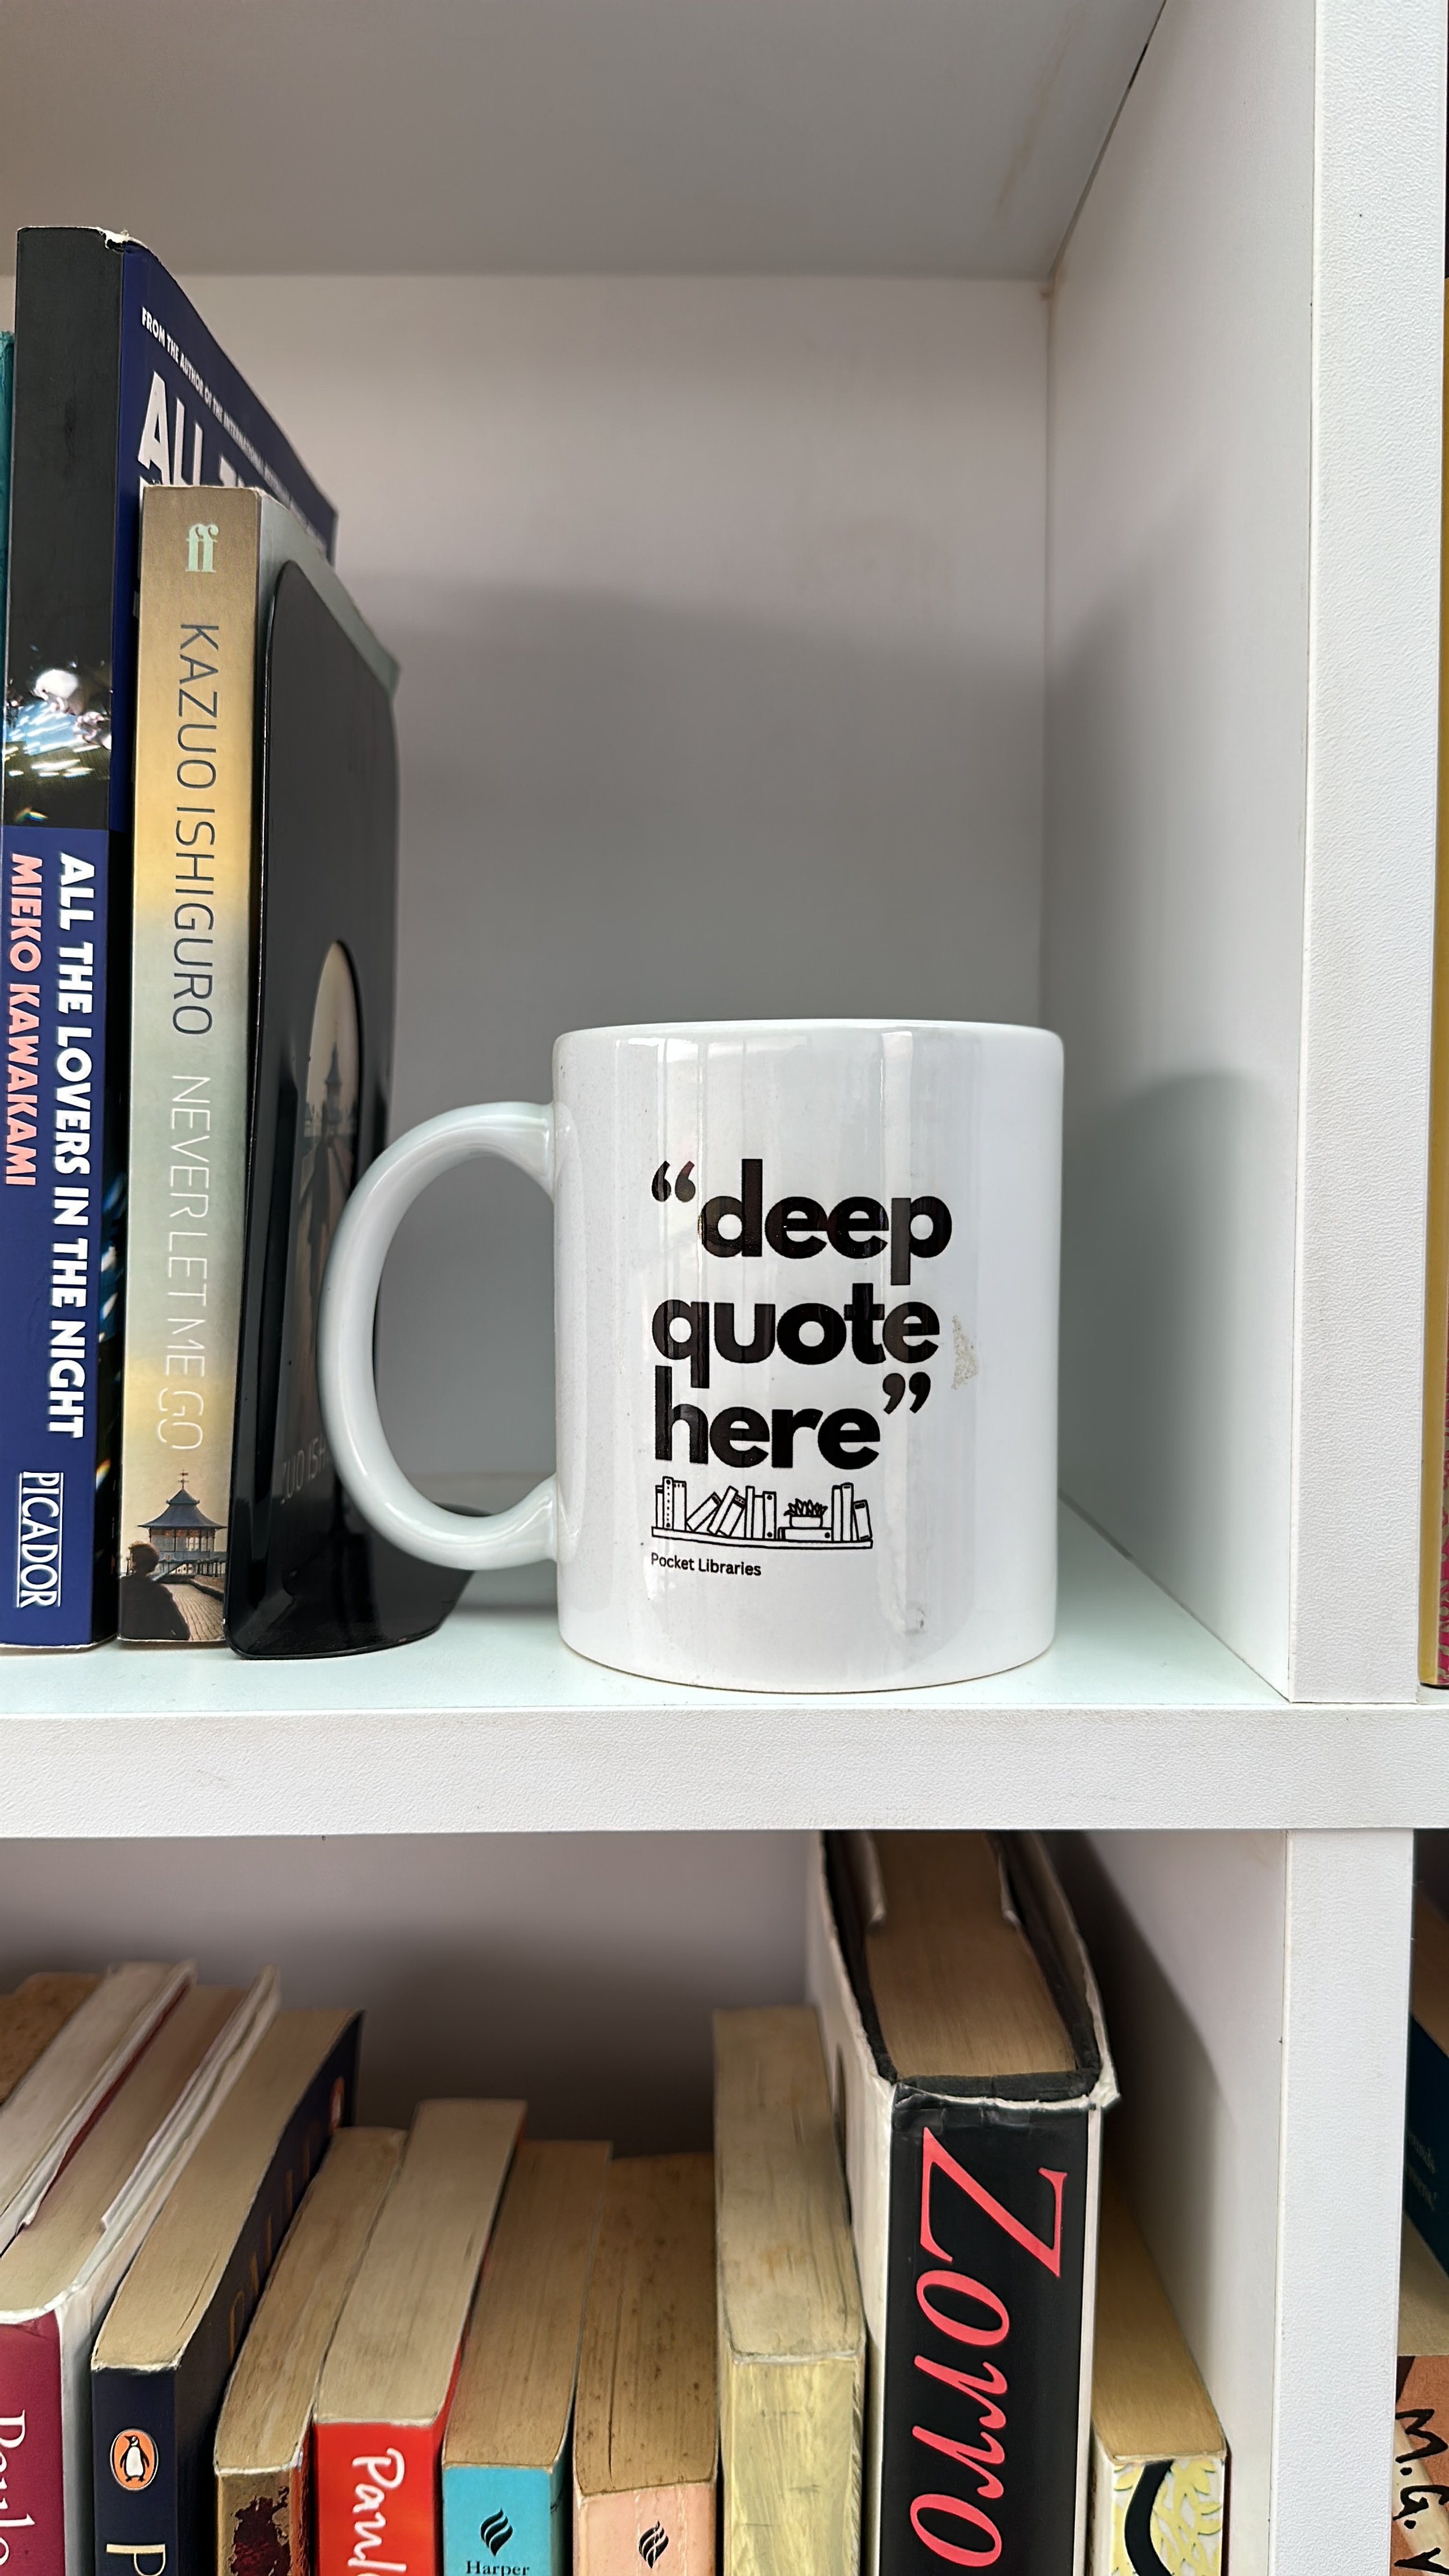 FROM THE AUTHOR OF THE INTERNATIONAL
ALL
ff
KAZUO ISHIGURO NEVER LET ME GO
ALL THE LOVERS IN THE NIGHT
MIEKO KAWAKAMI
PICADOR
“deep
quote
here”
Pocket Libraries
Zorro
Harper
M.G.V